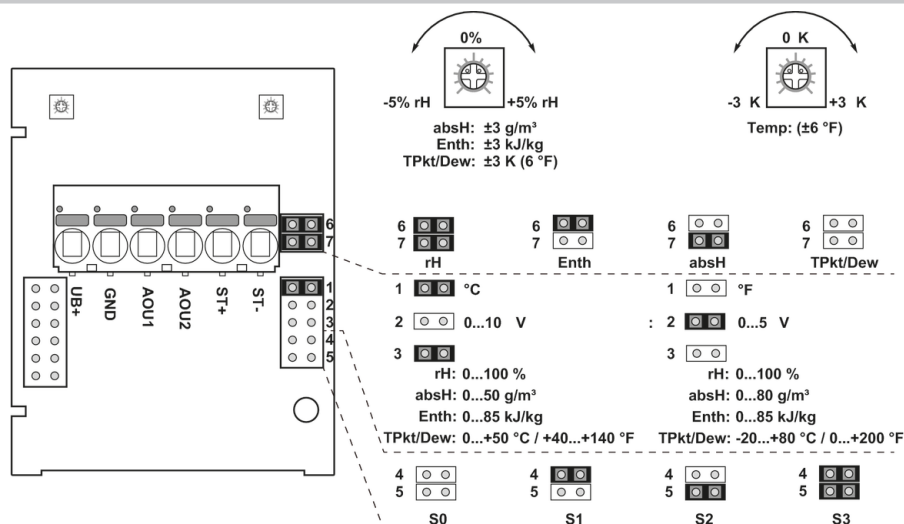 0%
-5% rH +5% rH
absH: ±3 g/m³
Enth: ±3 kJ/kg
TPkt/Dew: ±3 K (6 °F)
0 K
-3 K +3 K
Temp: (±6 °F)
6
7
1
2
3
4
5
UB+
GND
AOU1
AOU2
ST+
ST-
6 6 6 6
7 7 7 7
rH Enth absH TPkt/Dew
1 °C
2 0...10 V
3
rH: 0...100 %
absH: 0...50 g/m³
Enth: 0...85 kJ/kg
TPkt/Dew: 0...+50 °C / +40...+140 °F
1 °F
: 2 0...5 V
3
rH: 0...100 %
absH: 0...80 g/m³
Enth: 0...85 kJ/kg
TPkt/Dew: -20...+80 °C / 0...+200 °F
4 4 4 4
5 5 5 5
S0 S1 S2 S3